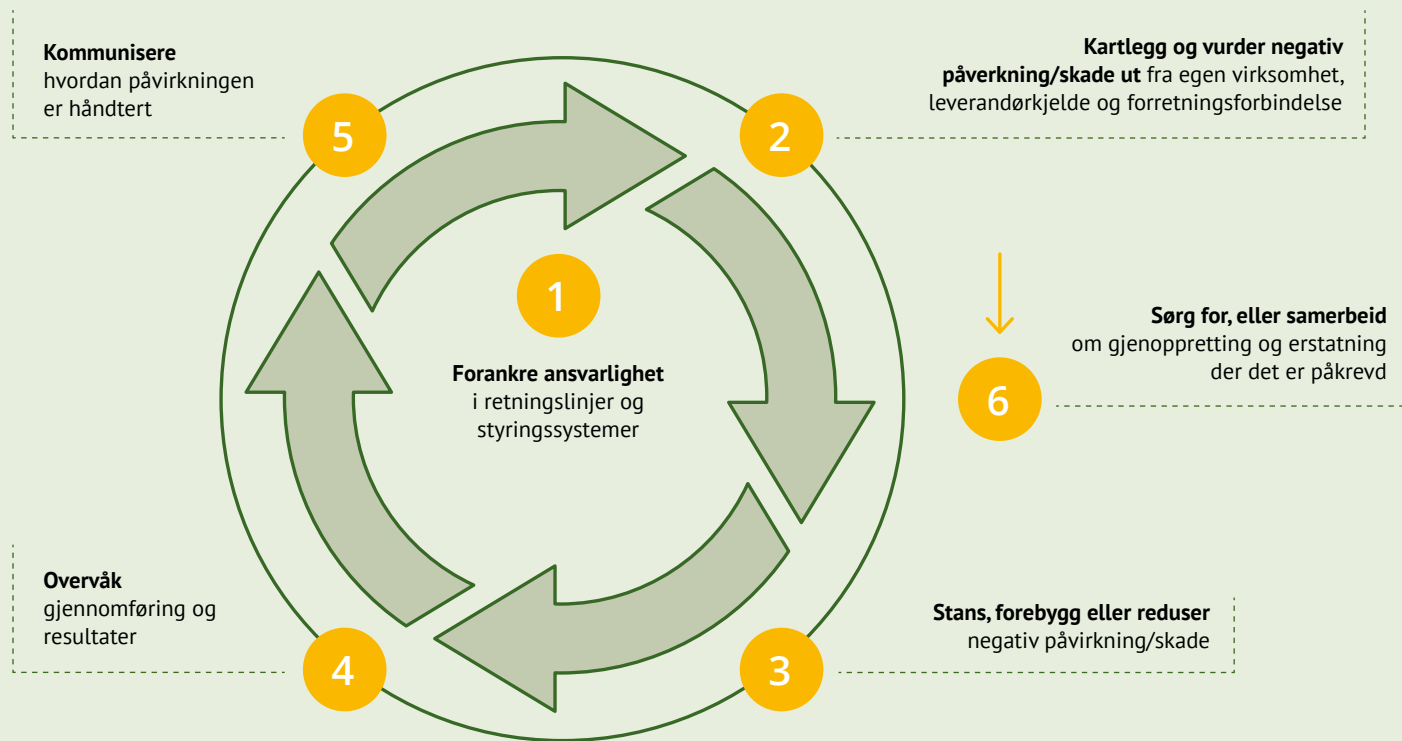 1
Forankre ansvarlighet
i retningslinjer og
styringssystemer
2
Kartlegg og vurder negativ
påverkning/skade ut fra egen virksomhet,
leverandørkjelde og forretningsforbindelse
3
Stans, forebygg eller reduser
negativ påvirkning/skade
4
Overvåk
gjennomføring og
resultater
5
Kommunisere
hvordan påvirkningen
er håndtert
6
Sørg for, eller samerbeid
om gjenoppretting og erstatning
der det er påkrevd